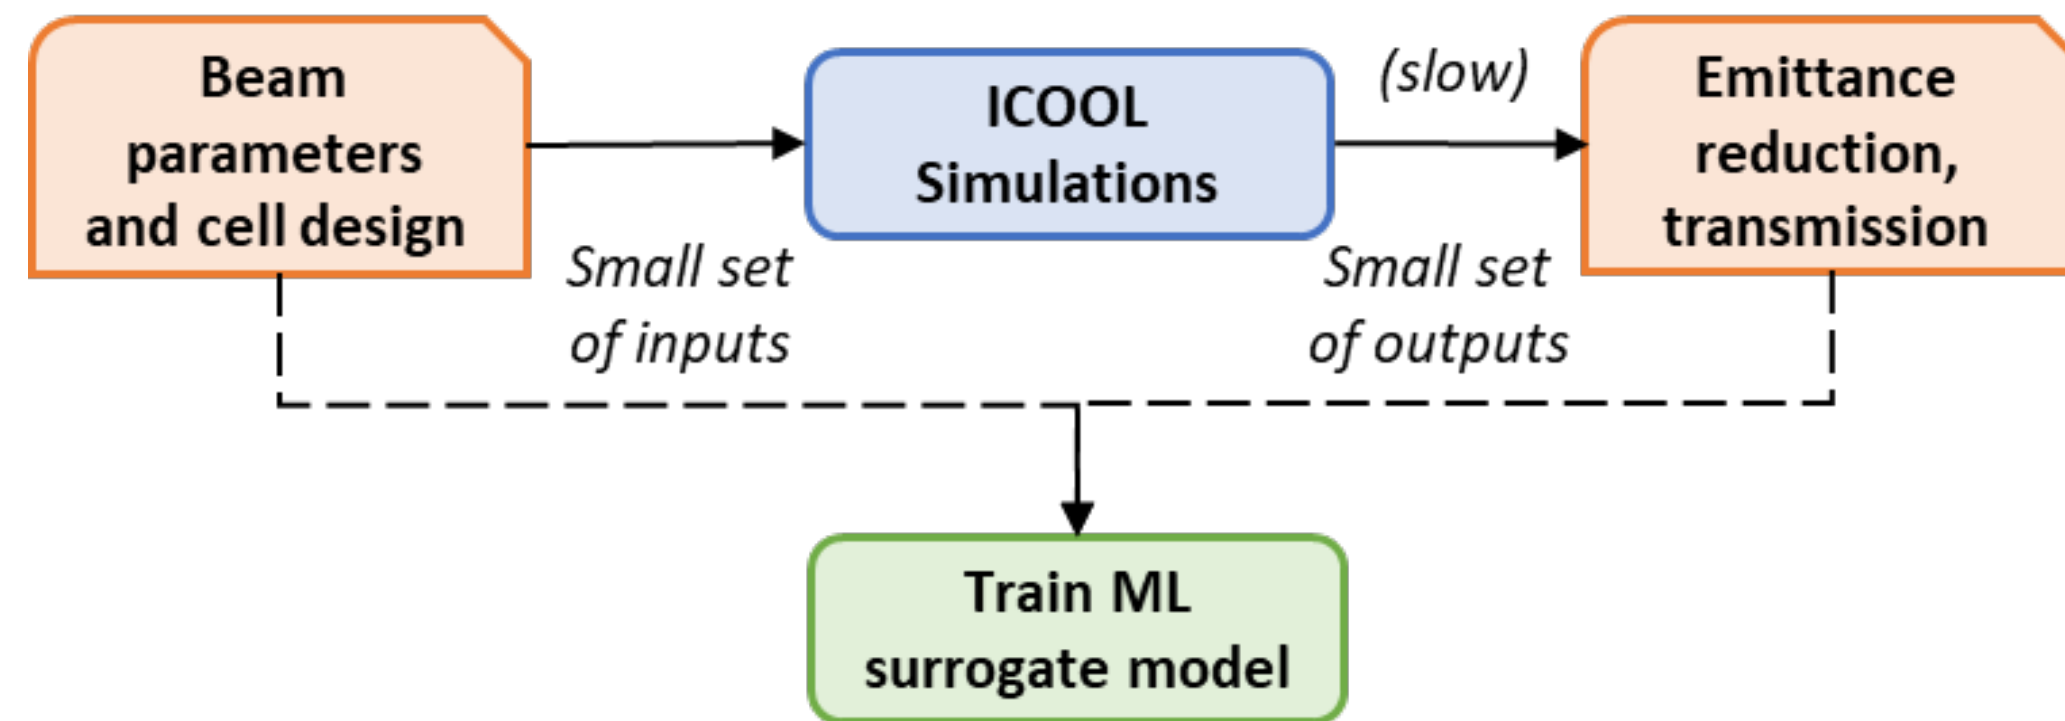 Beam
parameters
and cell design
ICOOL
Simulations
(slow)
Emittance
reduction,
transmission
Small set
of inputs
Small set
of outputs
Train ML
surrogate model